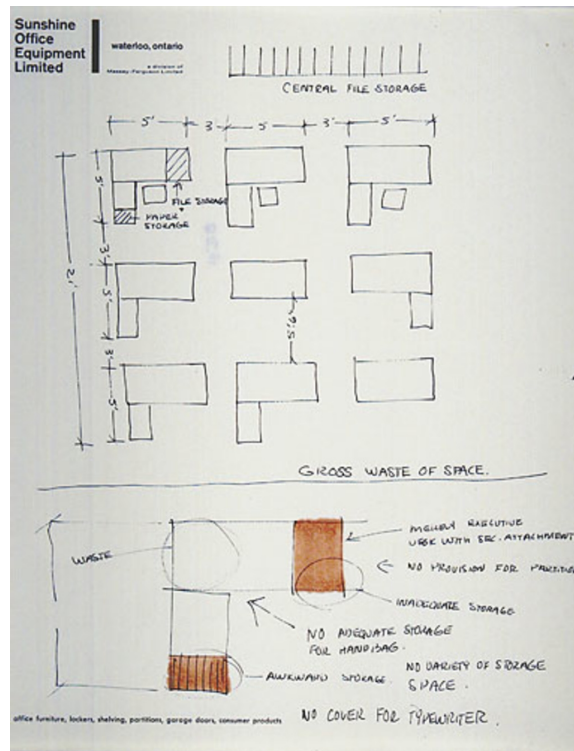 Sunshine
Office
Equipment
Limited
waterloo, ontario
a division of
Massey-Ferguson Limited
CENTRAL FILE STORAGE
5' 3' 5 3' 5'
5'
FILE STORAGE
PAPER
STORAGE
3'
5'
21'
3'
5'
GROSS WASTE OF SPACE.
MERELY EXECUTIVE
DESK WITH SEC. ATTACHMENT
WASTE
NO PROVISION FOR PARTITI
INADEQUATE STORAGE
NO ADEQUATE STORAGE
FOR HANDBAG.
AWKWARD STORAGE.
NO VARIETY OF STORAGE
SPACE.
office furniture, lockers, shelving, partitions, garage doors, consumer products
NO COVER FOR TYPEWRITER.